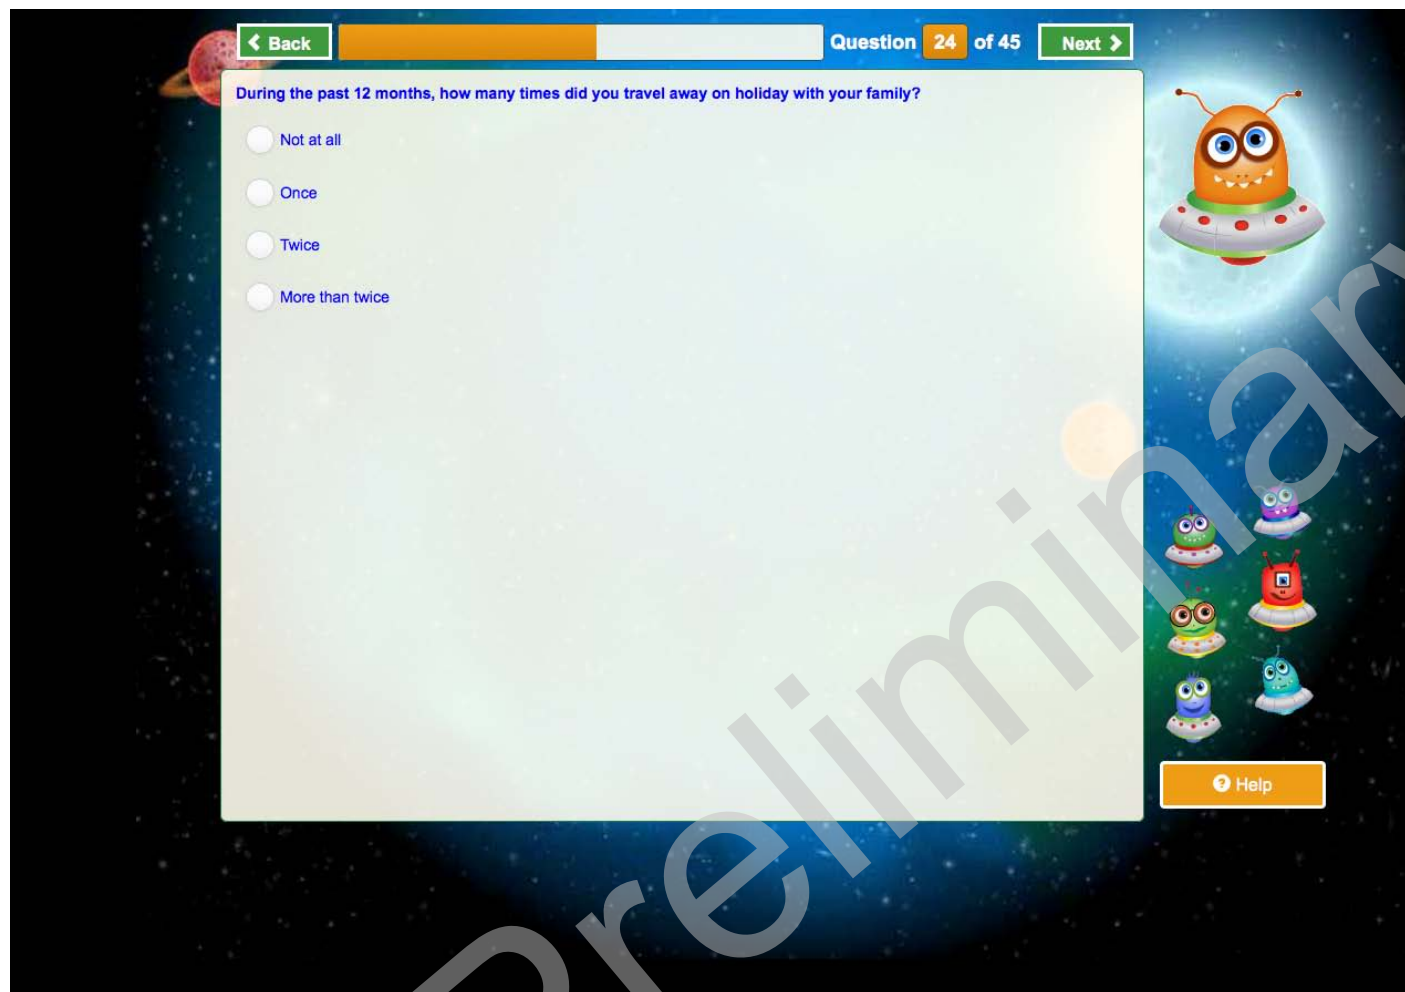 Back
Question 24 of 45
Next
During the past 12 months, how many times did you travel away on holiday with your family?
Not at all
Once
Twice
More than twice
Help
Preliminary